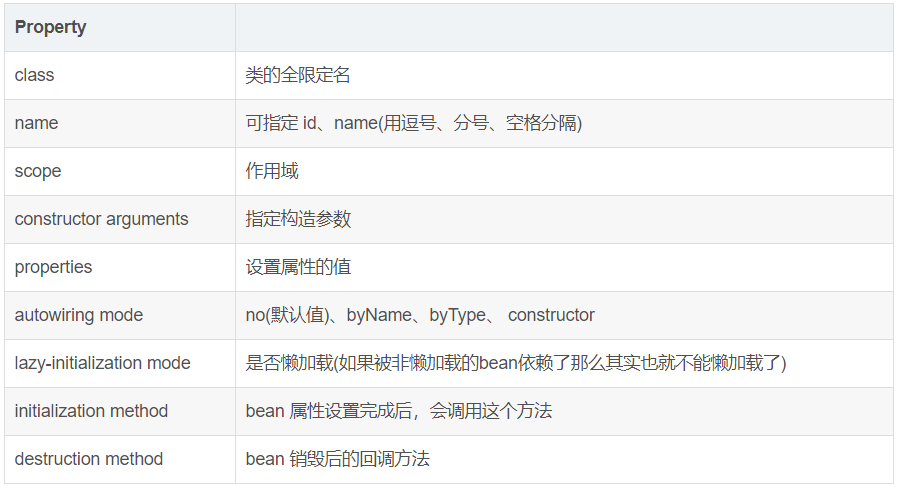 Property
class 类的全限定名
name 可指定 id、name(用逗号、分号、空格分隔)
scope 作用域
constructor arguments 指定构造参数
properties 设置属性的值
autowiring mode no(默认值)、byName、byType、 constructor
lazy-initialization mode 是否懒加载(如果被非懒加载的bean依赖了那么其实也就不能懒加载了)
initialization method bean 属性设置完成后，会调用这个方法
destruction method bean 销毁后的回调方法